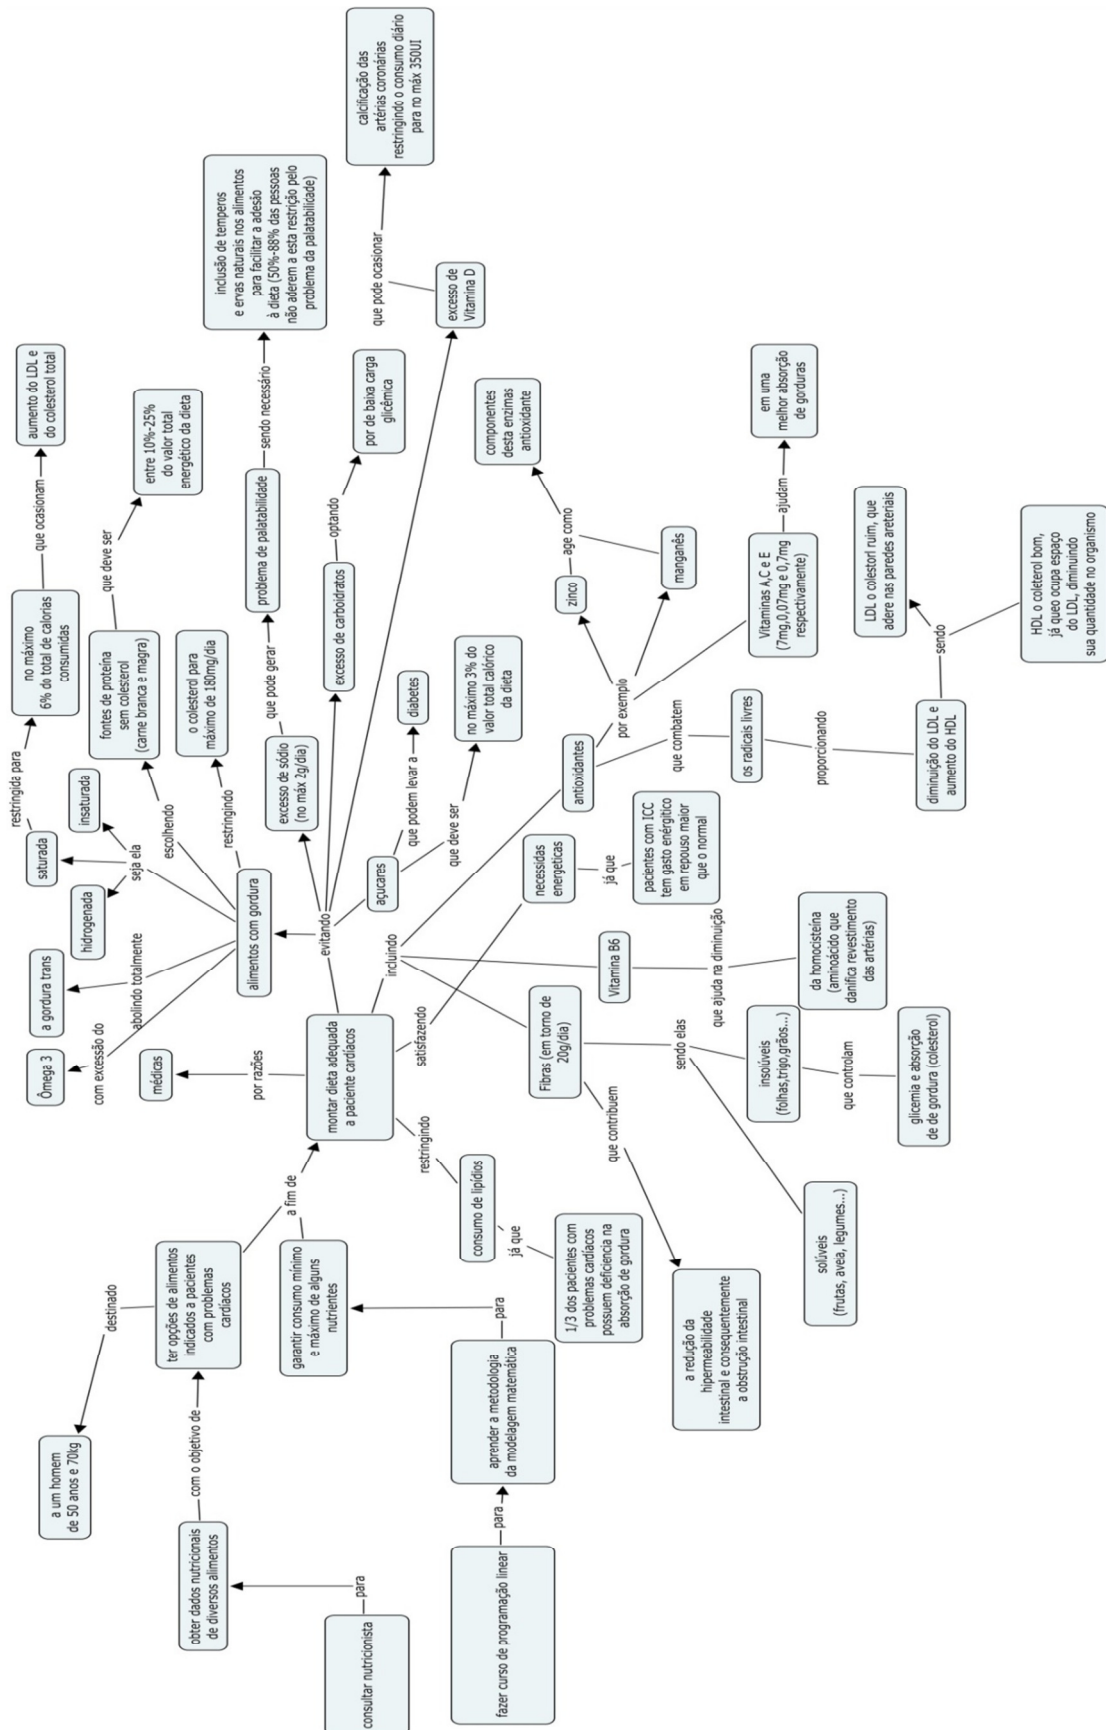 consultar nutricionista
para
obter dados nutricionais
de diversos alimentos
com o objetivo de
ter opções de alimentos
indicados a pacientes
com problemas
cardíacos
destinado
a um homem
de 50 anos e 70kg
fazer curso de programação linear
para
aprender a metodologia
da modelagem matemática
para
garantir consumo mínimo
e máximo de alguns
nutrientes
a fim de
montar dieta adequada
a paciente cardíacos
por razões
médicas
evitando
alimentos com gordura
com excessão do
Ômega 3
abolindo totalmente
a gordura trans
seja ela
hidrogenada
saturada
insaturada
restringida para
no máximo
6% do total de calorias
consumidas
que ocasionam
aumento do LDL e
do colesterol total
escolhendo
fontes de proteína
sem colesterol
(carne branca e magra)
que deve ser
entre 10%-25%
do valor total
energético da dieta
restringindo
o colesterol para
máximo de 180mg/dia
excesso de sódio
(no máx 2g/dia)
que pode gerar
problema de palatabilidade
sendo necessário
inclusão de temperos
e ervas naturais nos alimentos
para facilitar a adesão
à dieta (50%-88% das pessoas
não aderem a esta restrição pelo
problema da palatabilidade)
excesso de carboidratos
optando
por de baixa carga
glicêmica
excesso de
Vitamina D
que pode ocasionar
calcificação das
artérias coronárias
restringindo o consumo diário
para no máx 350UI
açucares
que podem levar a
diabetes
que deve ser
no máximo 3% do
valor total calórico
da dieta
incluindo
antioxidantes
por exemplo
zinco
manganês
age como
componentes
desta enzimas
antioxidante
Vitaminas A,C e E
(7mg,0,07mg e 0,7mg
respectivamente)
ajudam
em uma
melhor absorção
de gorduras
que combatem
os radicais livres
proporcionando
diminuição do LDL e
aumento do HDL
sendo
LDL o colestorl ruim, que
adere nas paredes areteriais
HDL o coleterol bom,
já queo ocupa espaço
do LDL, diminuindo
sua quantidade no organismo
Vitamina B6
que ajuda na diminuição
da homocisteína
(aminoácido que
danifica revestimento
das artérias)
Fibras (em torno de
20g/dia)
que contribuem
a redução da
hipermeabilidade
intestinal e consequentemente
a obstrução intestinal
sendo elas
insolúveis
(folhas,trigo,grãos...)
que controlam
glicemia e absorção
de de gordura (colesterol)
solúveis
(frutas, aveia, legumes...)
satisfazendo
necessidas
energeticas
já que
pacientes com ICC
tem gasto enérgitico
em repouso maior
que o normal
restringindo
consumo de lipídios
já que
1/3 dos pacientes com
problemas cardíacos
possuem deficiencia na
absorção de gordura